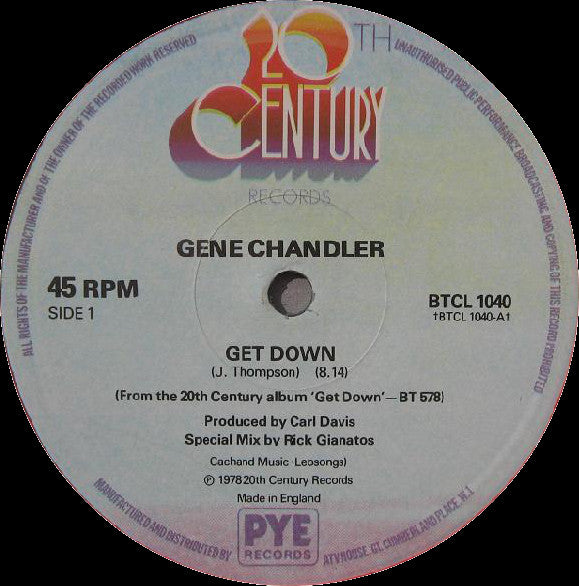 20TH
CENTURY
RECORDS
ALL RIGHTS OF THE MANUFACTURER AND OF THE OWNER OF THE RECORDED WORK RESERVED
UNAUTHORISED PUBLIC PERFORMANCE BROADCASTING AND COPYING OF THIS RECORD PROHIBITED
GENE CHANDLER
45 RPM
SIDE 1
BTCL 1040
†BTCL 1040-A1
GET DOWN
(J. Thompson) (8.14)
(From the 20th Century album 'Get Down'—BT 578)
Produced by Carl Davis
Special Mix by Rick Gianatos
Cachand Music-Leosongs)
℗ 1978 20th Century Records
Made in England
MANUFACTURED AND DISTRIBUTED BY
PYE
RECORDS
ATV HOUSE GT. CUMBERLAND PLACE W.1